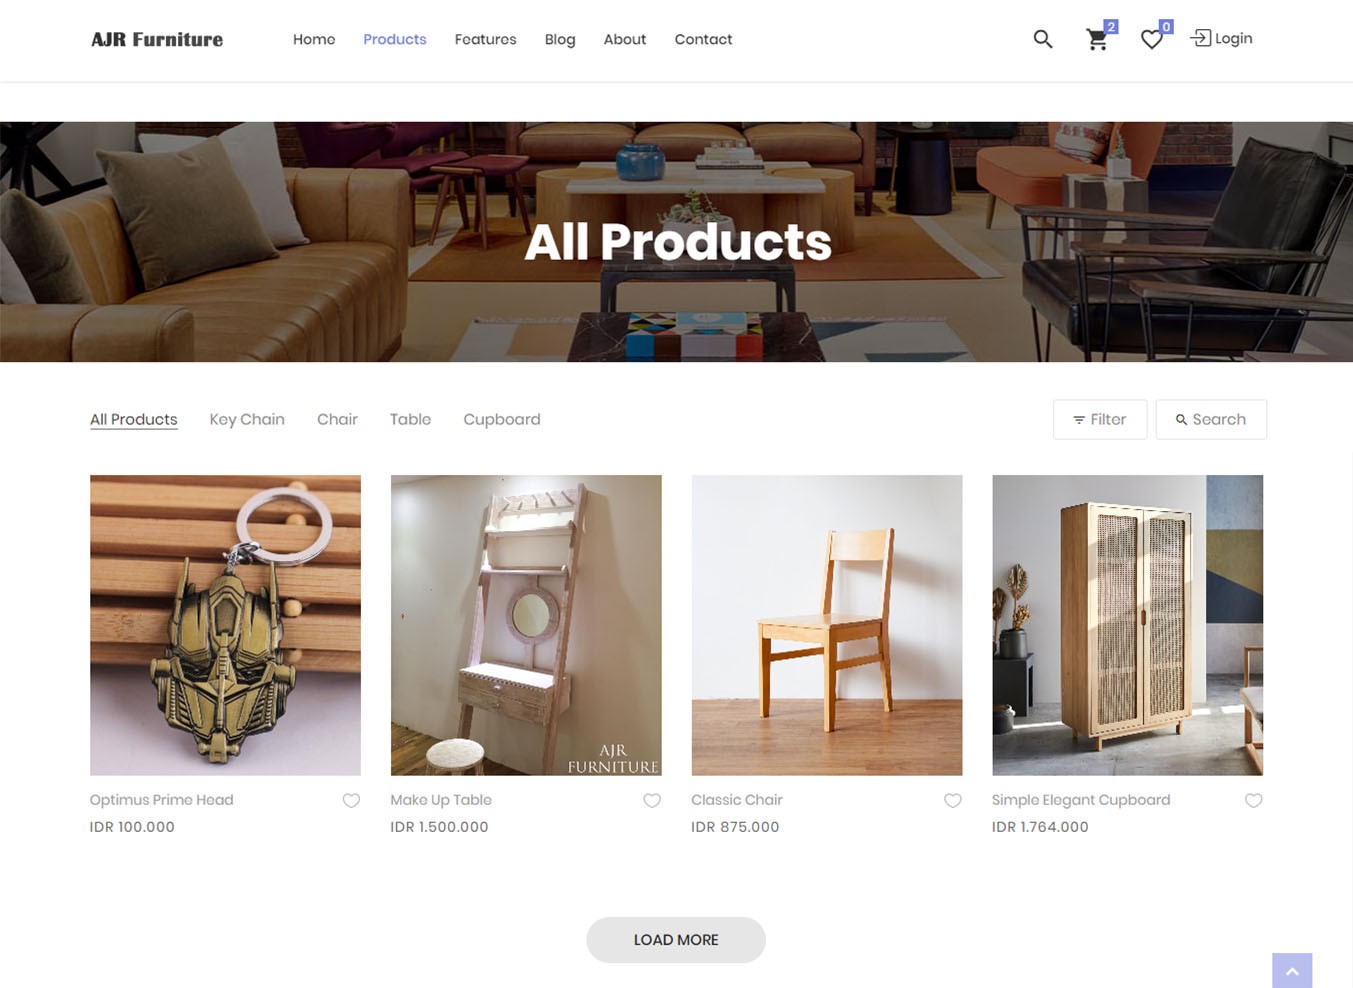 AJR Furniture
Home Products Features Blog About Contact
2
0
Login
All Products
All Products Key Chain Chair Table Cupboard
Filter Search
AJR
FURNITURE
Optimus Prime Head
IDR 100.000
Make Up Table
IDR 1.500.000
Classic Chair
IDR 875.000
Simple Elegant Cupboard
IDR 1.764.000
LOAD MORE